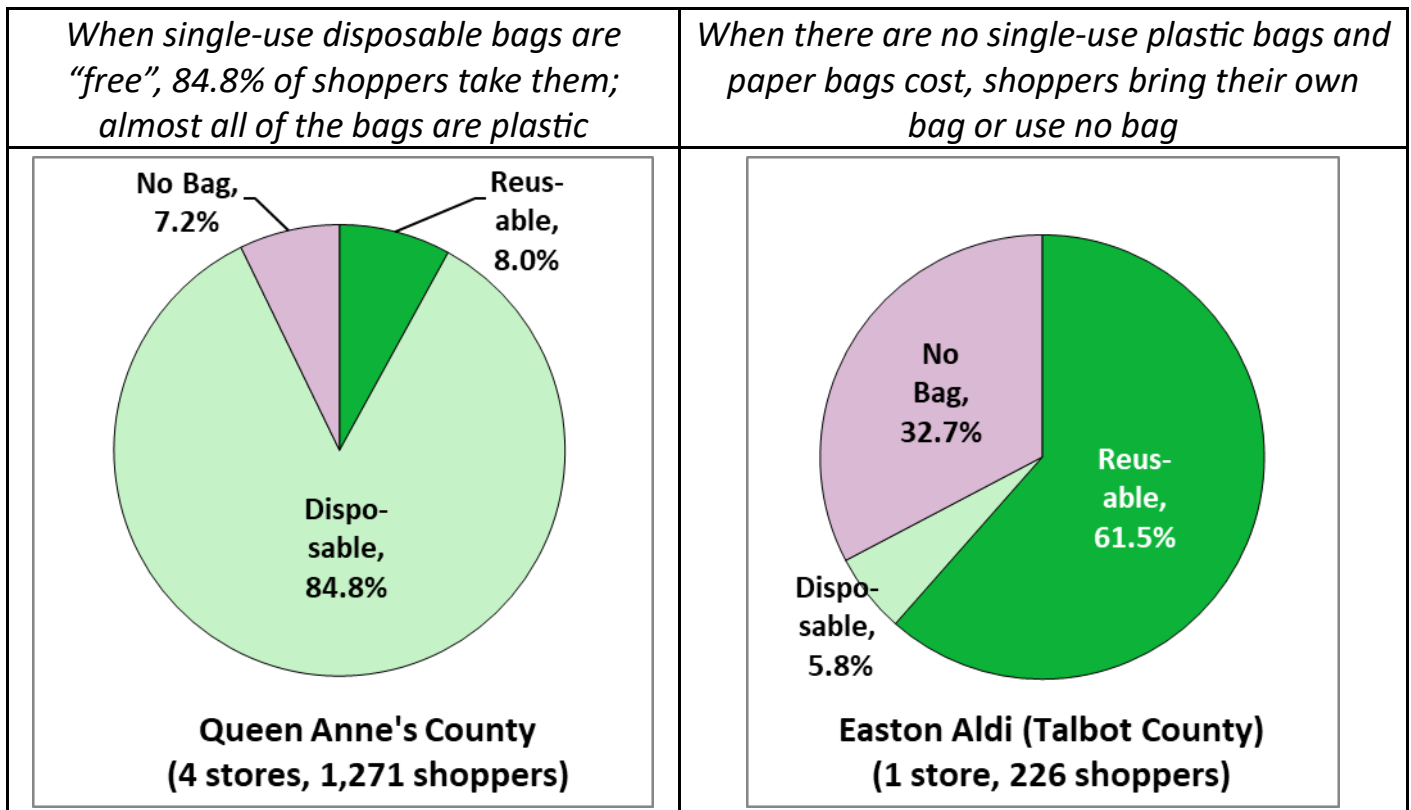 When single-use disposable bags are
“free”, 84.8% of shoppers take them;
almost all of the bags are plastic
When there are no single-use plastic bags and
paper bags cost, shoppers bring their own
bag or use no bag
No Bag,
7.2%
Reus-
able,
8.0%
Dispo-
sable,
84.8%
Queen Anne's County
(4 stores, 1,271 shoppers)
No
Bag,
32.7%
Reus-
able,
61.5%
Dispo-
sable,
5.8%
Easton Aldi (Talbot County)
(1 store, 226 shoppers)